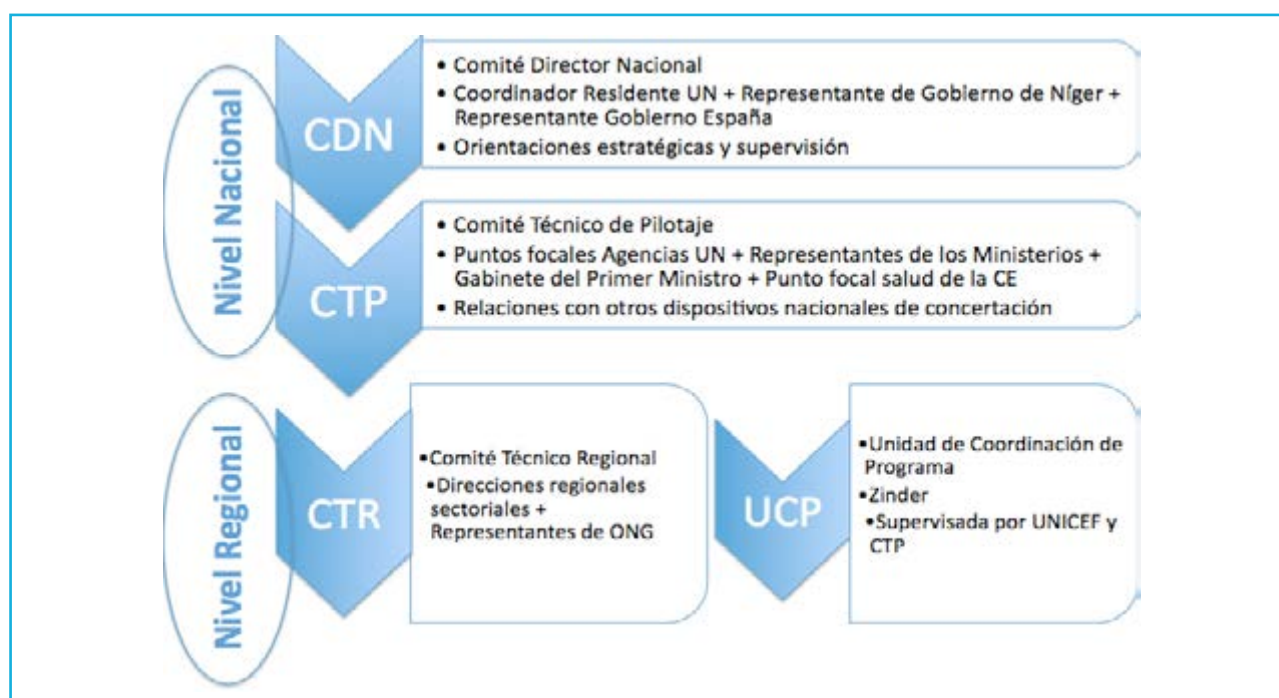 Nivel Nacional
CDN
• Comité Director Nacional
• Coordinador Residente UN + Representante de Gobierno de Níger +
Representante Gobierno España
• Orientaciones estratégicas y supervisión
CTP
• Comité Técnico de Pilotaje
• Puntos focales Agencias UN + Representantes de los Ministerios +
Gabinete del Primer Ministro + Punto focal salud de la CE
• Relaciones con otros dispositivos nacionales de concertación
Nivel Regional
CTR
•Comité Técnico Regional
•Direcciones regionales
sectoriales +
Representantes de ONG
UCP
•Unidad de Coordinación de
Programa
•Zinder
•Supervisada por UNICEF y
CTP